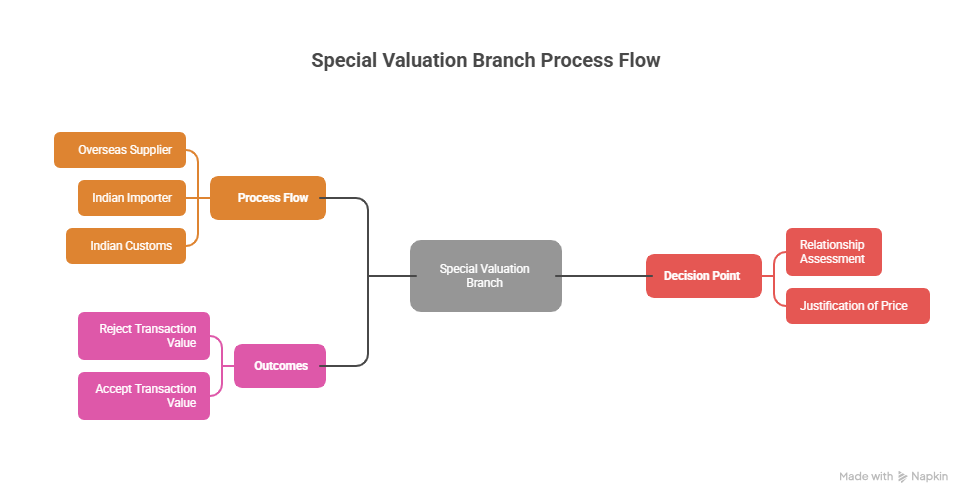 Special Valuation Branch Process Flow
Overseas Supplier
Indian Importer
Indian Customs
Process Flow
Reject Transaction
Value
Accept Transaction
Value
Outcomes
Special Valuation
Branch
Decision Point
Relationship
Assessment
Justification of Price
Made with Napkin